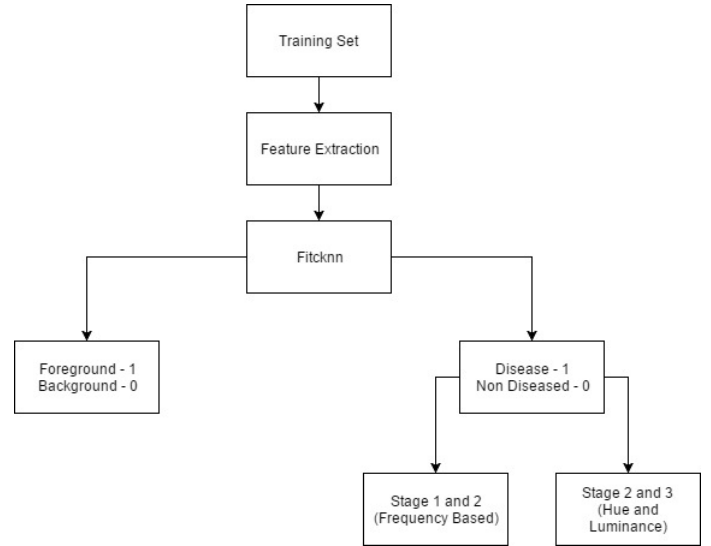 Training Set
Feature Extraction
Fitcknn
Foreground - 1
Background - 0
Disease - 1
Non Diseased - 0
Stage 1 and 2
(Frequency Based)
Stage 2 and 3
(Hue and
Luminance)